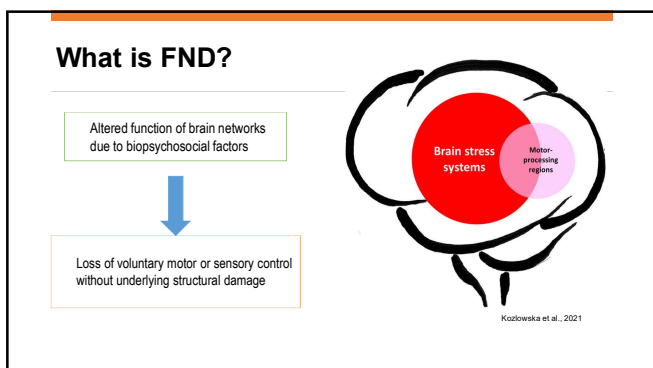 What is FND?
Altered function of brain networks
due to biopsychosocial factors
Loss of voluntary motor or sensory control
without underlying structural damage
Brain stress
systems
Motor-
processing
regions
Kozlowska et al., 2021